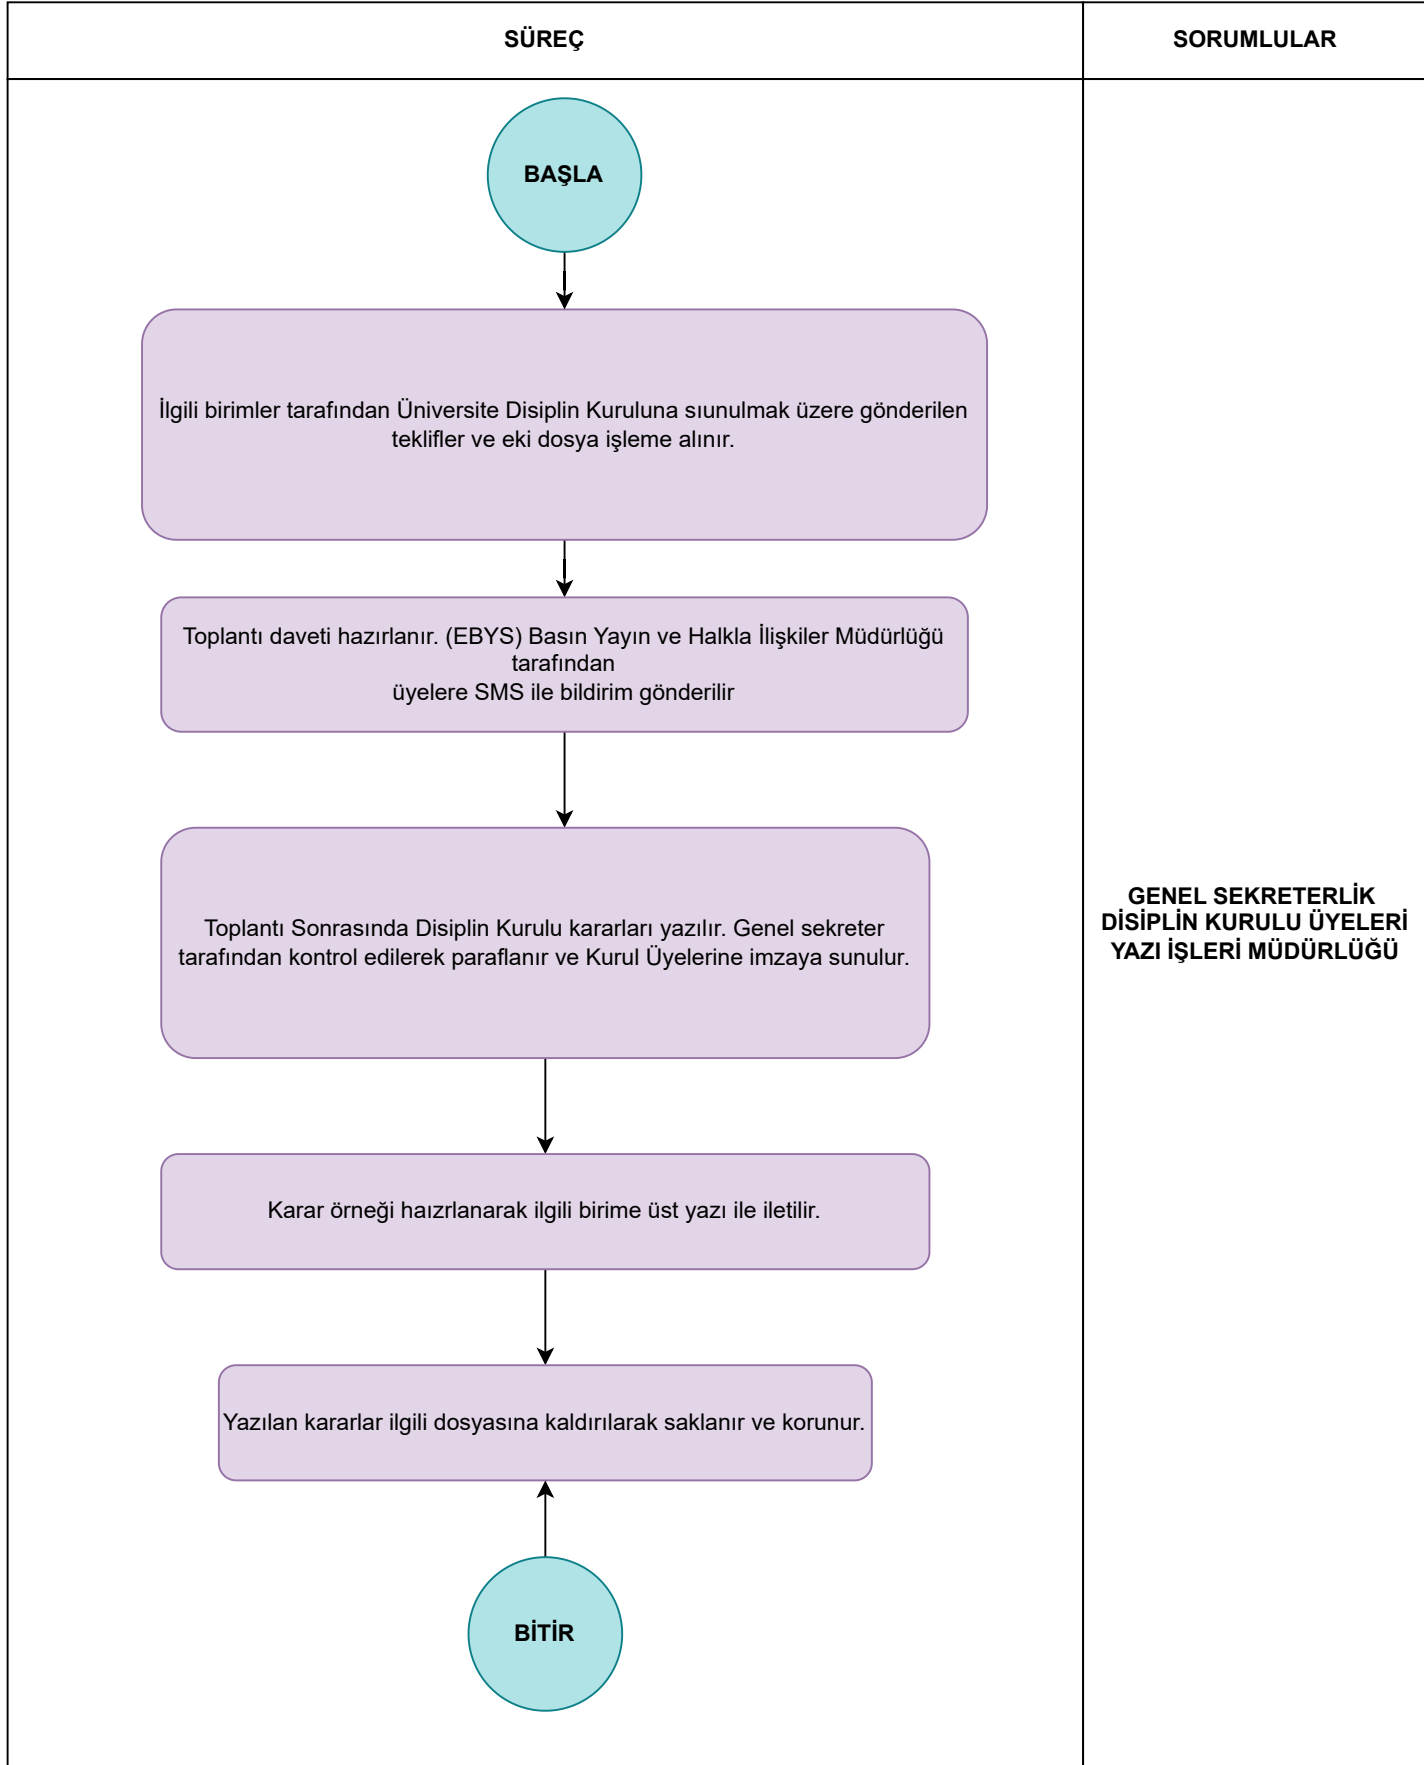 SÜREÇ
SORUMLULAR
BAŞLA
İlgili birimler tarafından Üniversite Disiplin Kuruluna sıunulmak üzere gönderilen
teklifler ve eki dosya işleme alınır.
Toplantı daveti hazırlanır. (EBYS) Basın Yayın ve Halkla İlişkiler Müdürlüğü
tarafından
üyelere SMS ile bildirim gönderilir
Toplantı Sonrasında Disiplin Kurulu kararları yazılır. Genel sekreter
tarafından kontrol edilerek paraflanır ve Kurul Üyelerine imzaya sunulur.
GENEL SEKRETERLİK
DISİPLİN KURULU ÜYELERİ
YAZI İŞLERİ MÜDÜRLÜĞÜ
Karar örneği haızrlanarak ilgili birime üst yazı ile iletilir.
Yazılan kararlar ilgili dosyasına kaldırılarak saklanır ve korunur.
BİTİR